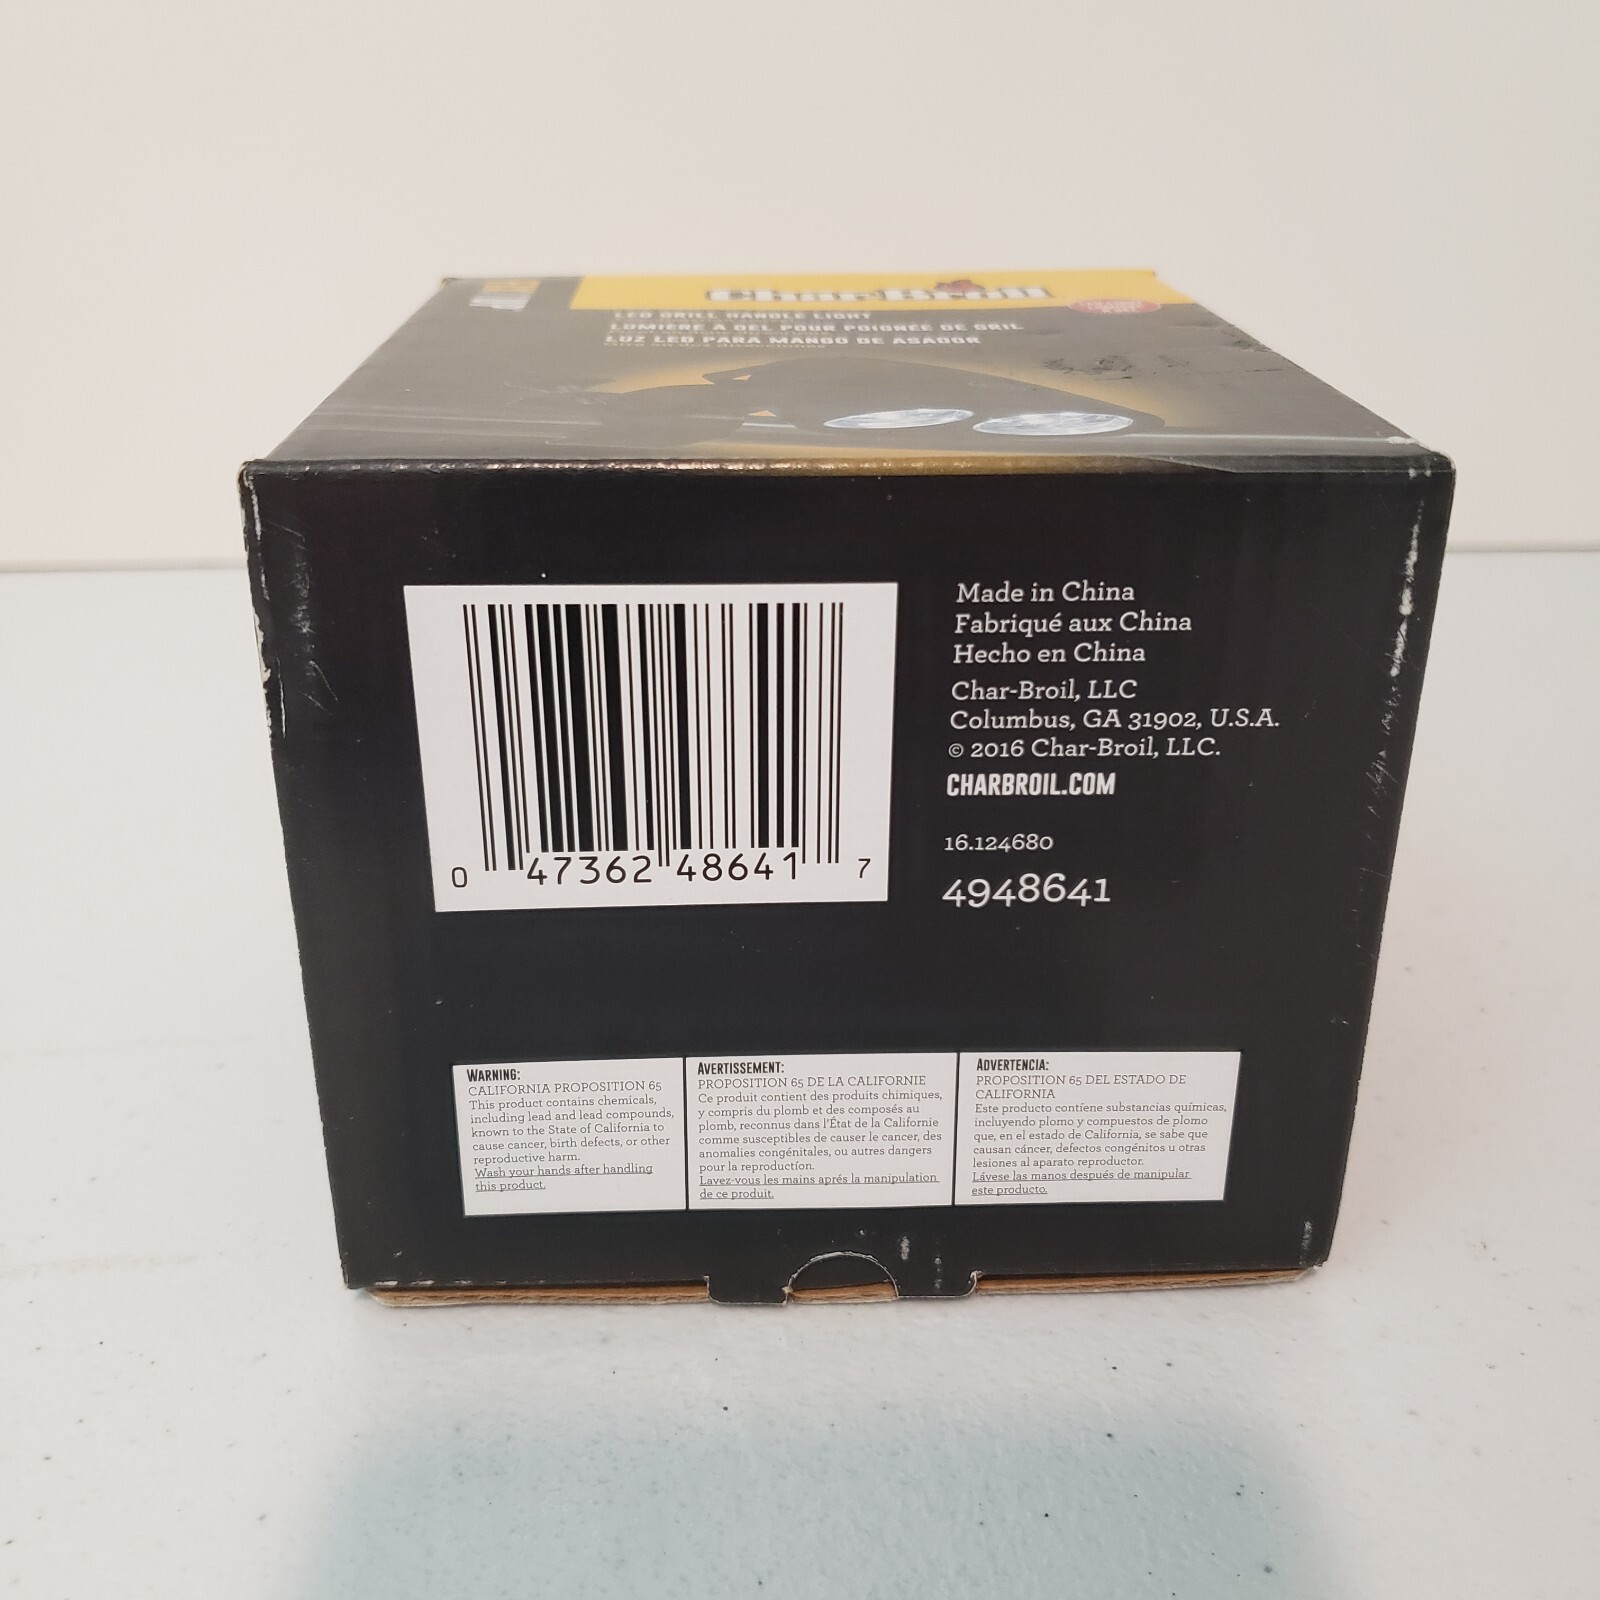 Char-Broil
LED GRILL HANDLE LIGHT
LUMIÈRE À DEL POUR POIGNÉE DE GRIL
LUZ LED PARA MANGO DE ASADOR
0 47362 48641 7
Made in China
Fabriqué aux China
Hecho en China
Char-Broil, LLC
Columbus, GA 31902, U.S.A.
© 2016 Char-Broil, LLC.
CHARBROIL.COM
16.124680
4948641
WARNING:
CALIFORNIA PROPOSITION 65
This product contains chemicals,
including lead and lead compounds,
known to the State of California to
cause cancer, birth defects, or other
reproductive harm.
Wash your hands after handling
this product.
AVERTISSEMENT:
PROPOSITION 65 DE LA CALIFORNIE
Ce produit contient des produits chimiques,
y compris du plomb et des composés au
plomb, reconnus dans l'État de la Californie
comme susceptibles de causer le cancer, des
anomalies congénitales, ou autres dangers
pour la reproduction.
Lavez-vous les mains aprés la manipulation
de ce produit.
ADVERTENCIA:
PROPOSITION 65 DEL ESTADO DE
CALIFORNIA
Este producto contíene substancias químicas,
incluyendo plomo y compuestos de plomo
que, en el estado de California, se sabe que
causan cáncer, defectos congénitos u otras
lesiones al aparato reproductor.
Lávese las manos después de manipular
este producto.